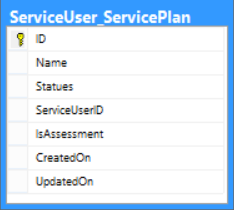 ServiceUser_ServicePlan
ID
Name
Statues
ServiceUserID
IsAssessment
CreatedOn
UpdatedOn